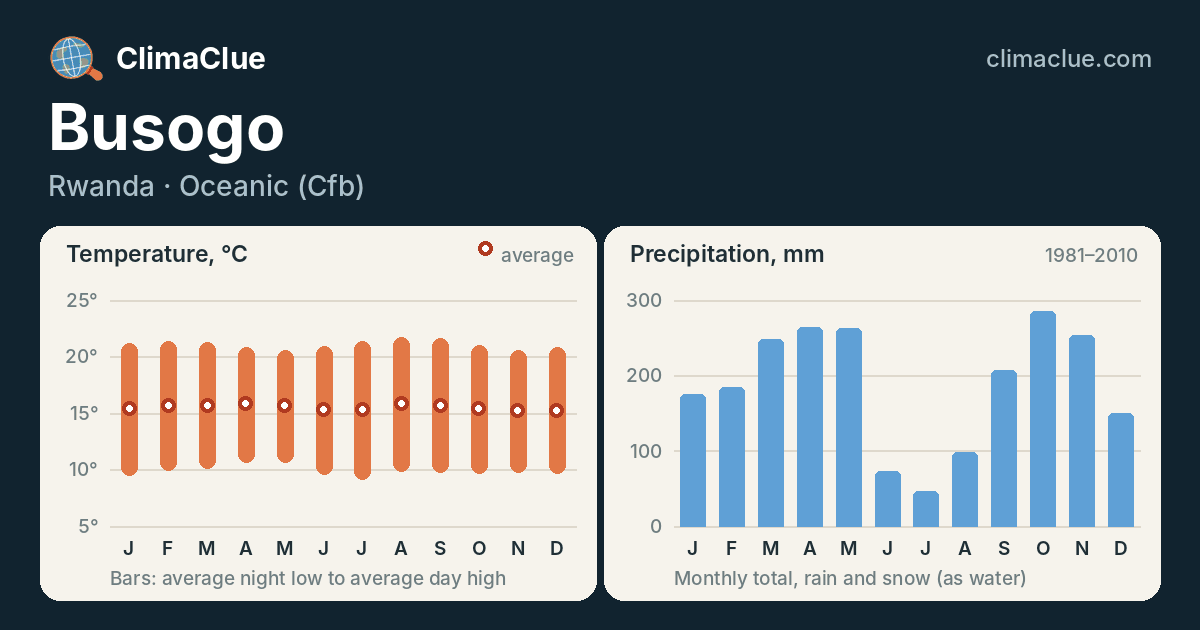 ClimaClue
climaclue.com
Busogo
Rwanda · Oceanic (Cfb)
Temperature, °C
average
25°
20°
15°
10°
5°
J F M A M J J A S O N D
Bars: average night low to average day high
Precipitation, mm
1981–2010
300
200
100
0
J F M A M J J A S O N D
Monthly total, rain and snow (as water)